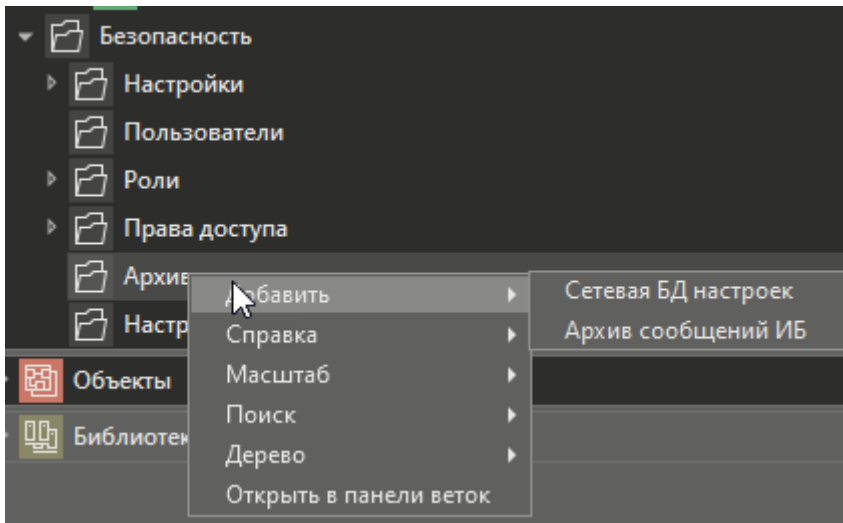 Безопасность
Настройки
Пользователи
Роли
Права доступа
Архив
Добавить
Сетевая БД настроек
Справка
Архив сообщений ИБ
Настр
Масштаб
Объекты
Поиск
Библиотек
Дерево
Открыть в панели веток